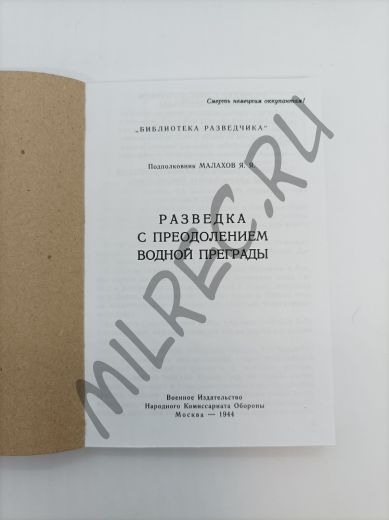 Смерть немецким оккупантам!
„БИБЛИОТЕКА РАЗВЕДЧИКА"
Подполковник МАЛАХОВ Я. Я.
РАЗВЕДКА
С ПРЕОДОЛЕНИЕМ
ВОДНОЙ ПРЕГРАДЫ
Военное Издательство
Народного Комиссариата Обороны
Москва — 1944
MILREC.RU